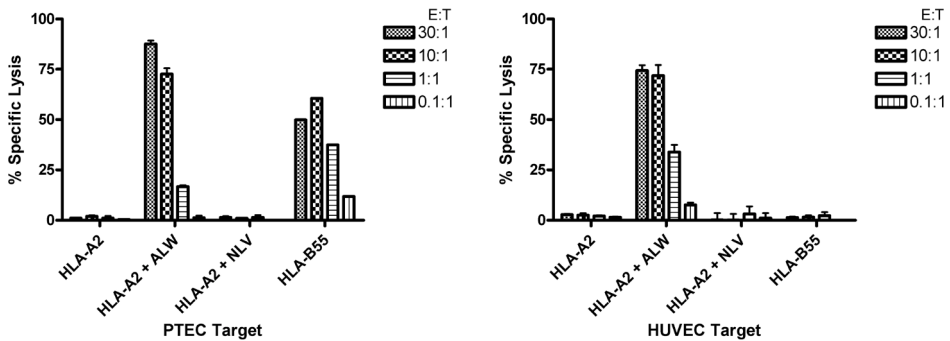 E:T
100
30:1
10:1
75
1:1
0.1:1
50
25
0
% Specific Lysis
HLA-A2
HLA-A2 + ALW
HLA-A2 + NLV
HLA-B55
PTEC Target
E:T
100
30:1
10:1
75
1:1
0.1:1
50
25
0
% Specific Lysis
HLA-A2
HLA-A2 + ALW
HLA-A2 + NLV
HLA-B55
HUVEC Target